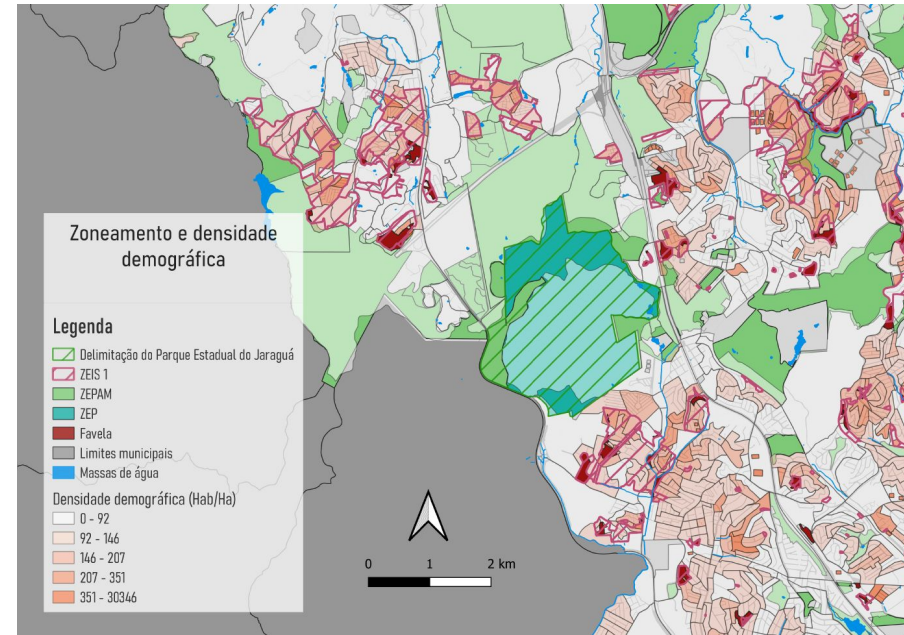 Zoneamento e densidade
demográfica
Legenda
Delimitação do Parque Estadual do Jaraguá
ZEIS 1
ZEPAM
ZEP
Favela
Limites municipais
Massas de água
Densidade demográfica (Hab/Ha)
0 - 92
92 - 146
146 - 207
207 - 351
351 - 30346
0 1 2 km